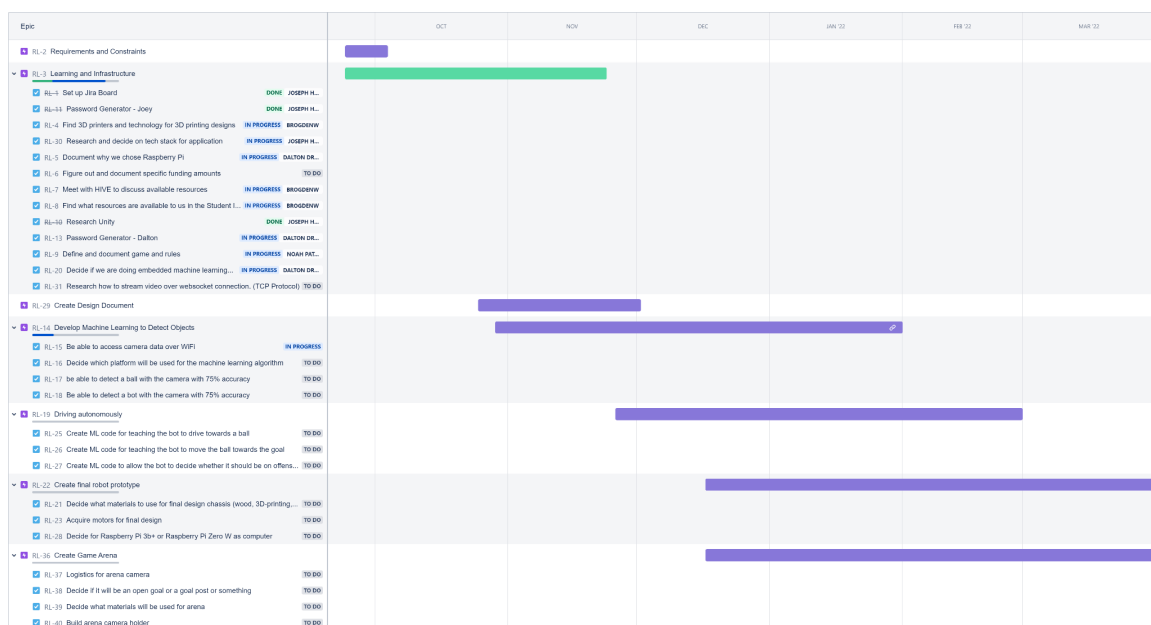 Epic
OCT NOV DEC JAN '22 FEB '22 MAR '22
RL-2 Requirements and Constraints
RL-3 Learning and Infrastructure
RL-1 Set up Jira Board DONE JOSEPH H...
RL-11 Password Generator - Joey DONE JOSEPH H...
RL-4 Find 3D printers and technology for 3D printing designs IN PROGRESS BROGDENW
RL-30 Research and decide on tech stack for application IN PROGRESS JOSEPH H...
RL-5 Document why we chose Raspberry Pi IN PROGRESS DALTON DR...
RL-6 Figure out and document specific funding amounts TO DO
RL-7 Meet with HIVE to discuss available resources IN PROGRESS BROGDENW
RL-8 Find what resources are available to us in the Student I... IN PROGRESS BROGDENW
RL-10 Research Unity DONE JOSEPH H...
RL-13 Password Generator - Dalton IN PROGRESS DALTON DR...
RL-9 Define and document game and rules IN PROGRESS NOAH PAT...
RL-20 Decide if we are doing embedded machine learning... IN PROGRESS DALTON DR...
RL-31 Research how to stream video over websocket connection. (TCP Protocol) TO DO
RL-29 Create Design Document
RL-14 Develop Machine Learning to Detect Objects
RL-15 Be able to access camera data over WIFI IN PROGRESS
RL-16 Decide which platform will be used for the machine learning algorithm TO DO
RL-17 be able to detect a ball with the camera with 75% accuracy TO DO
RL-18 Be able to detect a bot with the camera with 75% accuracy TO DO
RL-19 Driving autonomously
RL-25 Create ML code for teaching the bot to drive towards a ball TO DO
RL-26 Create ML code for teaching the bot to move the ball towards the goal TO DO
RL-27 Create ML code to allow the bot to decide whether it should be on offens... TO DO
RL-22 Create final robot prototype
RL-21 Decide what materials to use for final design chassis (wood, 3D-printing,... TO DO
RL-23 Acquire motors for final design TO DO
RL-28 Decide for Raspberry Pi 3b+ or Raspberry Pi Zero W as computer TO DO
RL-36 Create Game Arena
RL-37 Logistics for arena camera TO DO
RL-38 Decide if it will be an open goal or a goal post or something TO DO
RL-39 Decide what materials will be used for arena TO DO
RL-40 Build arena camera holder TO DO